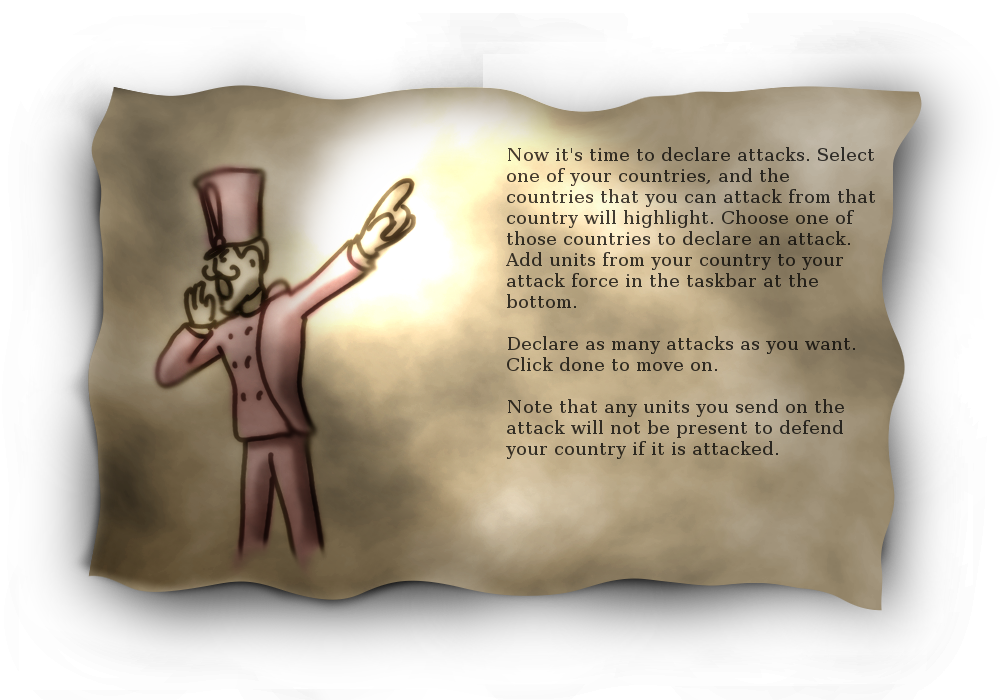 Now it's time to declare attacks. Select
one of your countries, and the
countries that you can attack from that
country will highlight. Choose one of
those countries to declare an attack.
Add units from your country to your
attack force in the taskbar at the
bottom.
Declare as many attacks as you want.
Click done to move on.
Note that any units you send on the
attack will not be present to defend
your country if it is attacked.